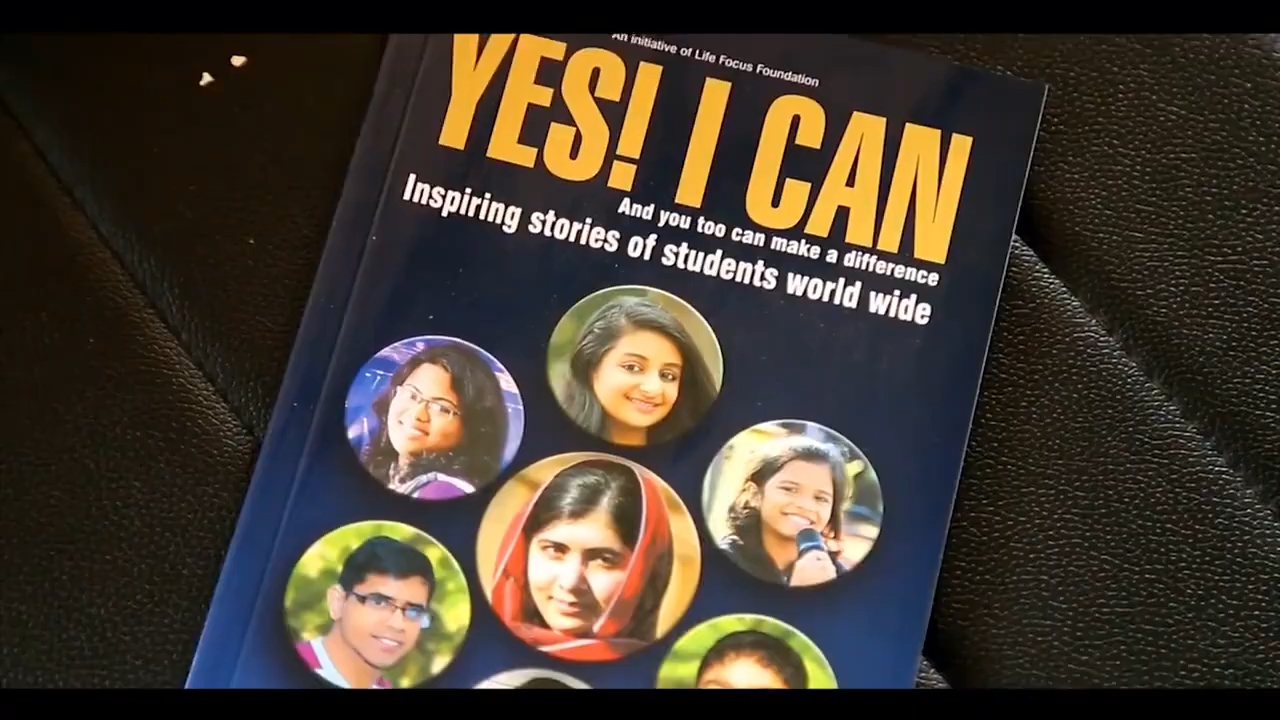 An initiative of Life Focus Foundation
YES! I CAN
And you too can make a difference
Inspiring stories of students world wide